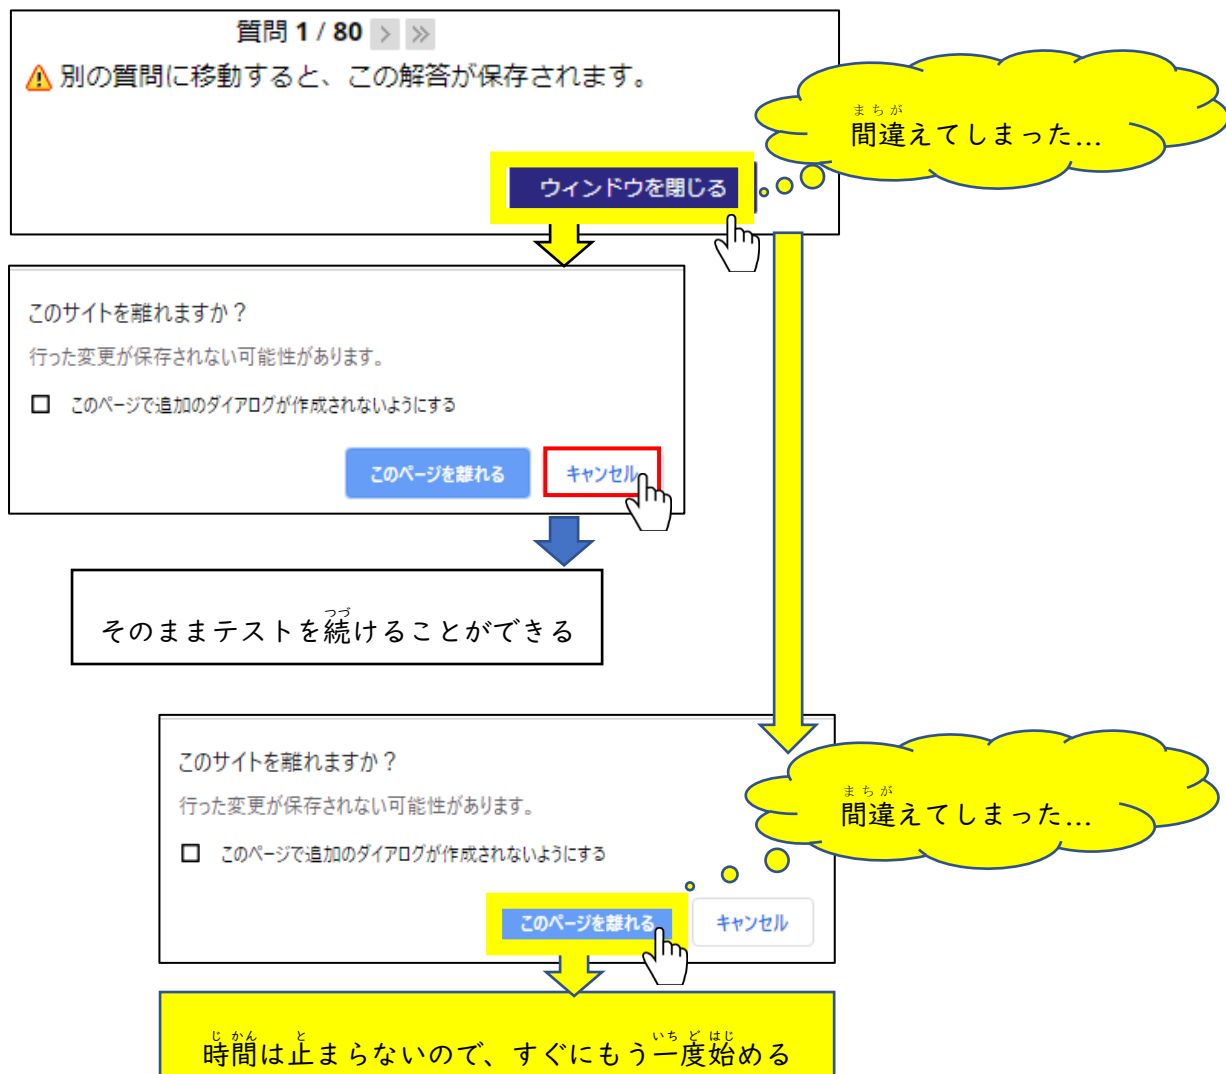 質問 1 / 80 > ≫
別の質問に移動すると、この解答が保存されます。
まちが
間違えてしまった...
ウィンドウを閉じる
このサイトを離れますか？
行った変更が保存されない可能性があります。
このページで追加のダイアログが作成されないようにする
このページを離れる キャンセル
つづ
そのままテストを続けることができる
このサイトを離れますか？
行った変更が保存されない可能性があります。
まちが
間違えてしまった...
このページで追加のダイアログが作成されないようにする
このページを離れる キャンセル
じかん と いちどはじ
時間は止まらないので、すぐにもう一度始める